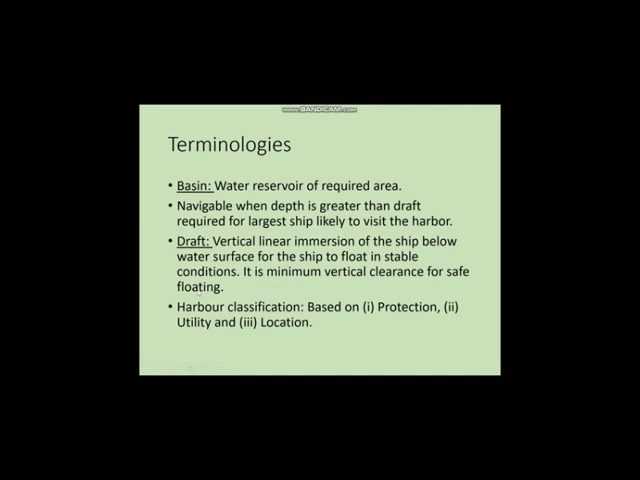 www.BANDICAM.com
Terminologies
• Basin: Water reservoir of required area.
• Navigable when depth is greater than draft
required for largest ship likely to visit the harbor.
• Draft: Vertical linear immersion of the ship below
water surface for the ship to float in stable
conditions. It is minimum vertical clearance for safe
floating.
• Harbour classification: Based on (i) Protection, (ii)
Utility and (iii) Location.